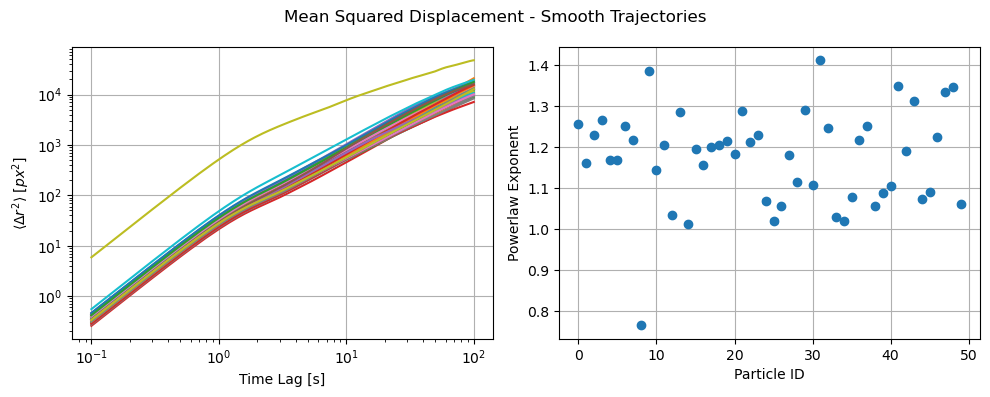 Mean Squared Displacement - Smooth Trajectories
⟨Δr²⟩ [px²]
10⁴
10³
10²
10¹
10⁰
10⁻¹ 10⁰ 10¹ 10²
Time Lag [s]
Powerlaw Exponent
1.4
1.3
1.2
1.1
1.0
0.9
0.8
0 10 20 30 40 50
Particle ID